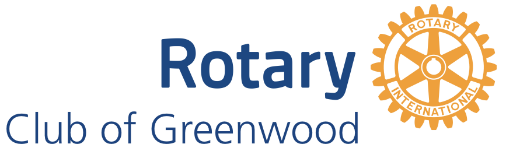 Rotary
Club of Greenwood
ROTARY
INTERNATIONAL